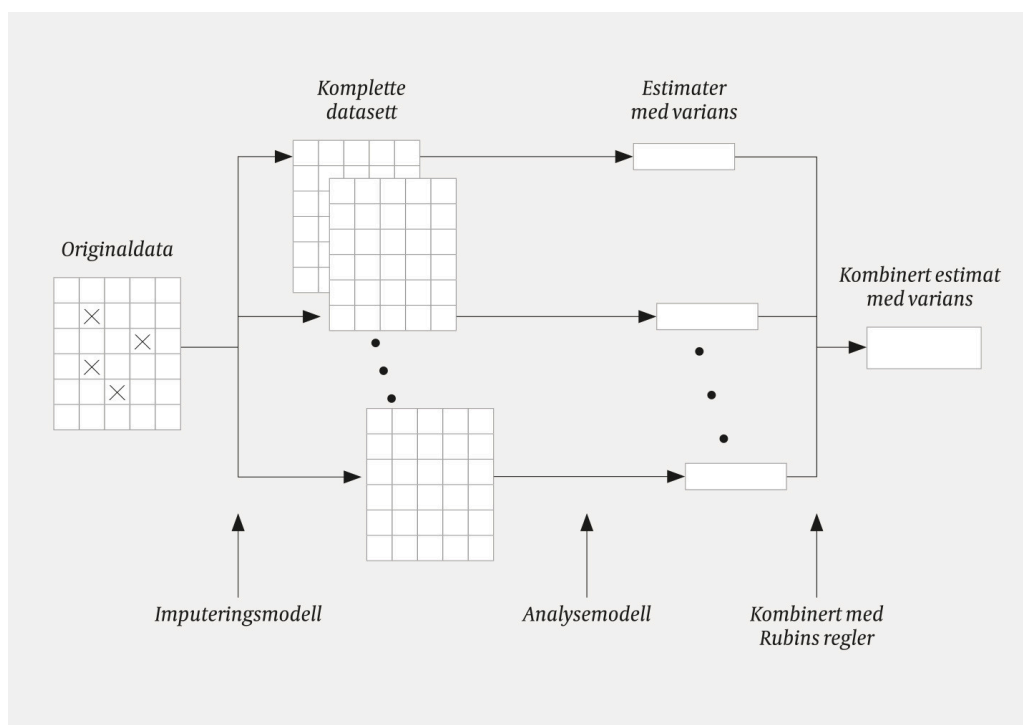 Komplette
datasett
Estimater
med varians
Originaldata
Kombinert estimat
med varians
Imputeringsmodell
Analysemodell
Kombinert med
Rubins regler